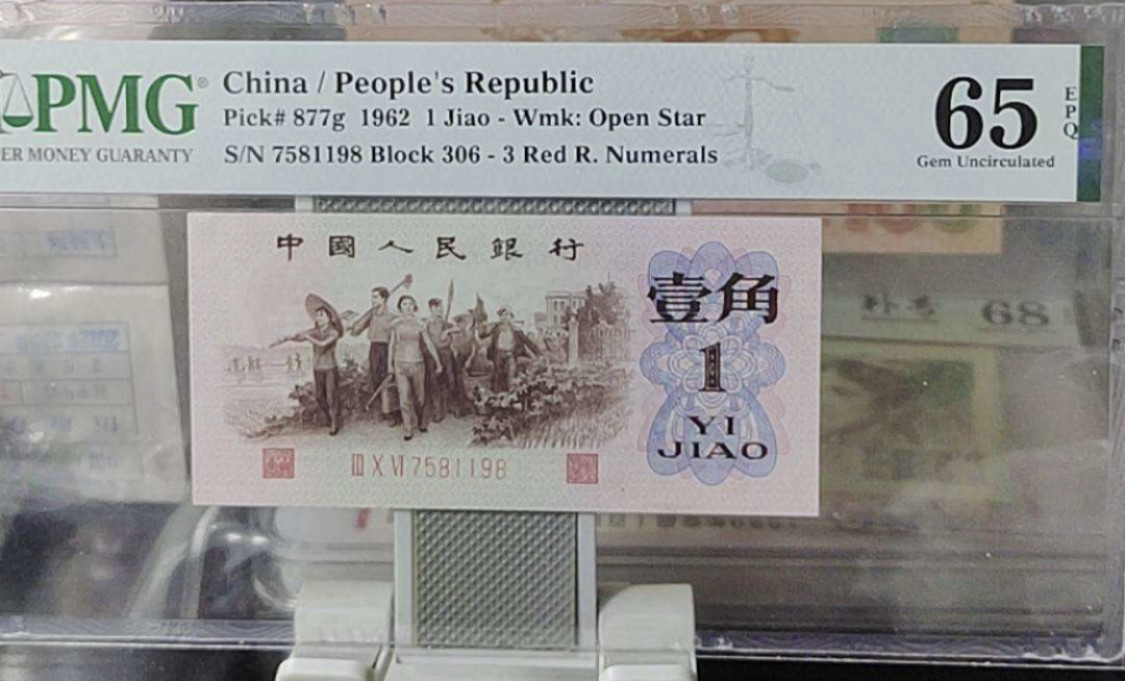 PMG®
ER MONEY GUARANTY
China / People's Republic
Pick# 877g 1962 1 Jiao - Wmk: Open Star
S/N 7581198 Block 306 - 3 Red R. Numerals
65
EPQ
Gem Uncirculated
中國人民銀行
壹角
1
YI
JIAO
III X VI 7581198
68